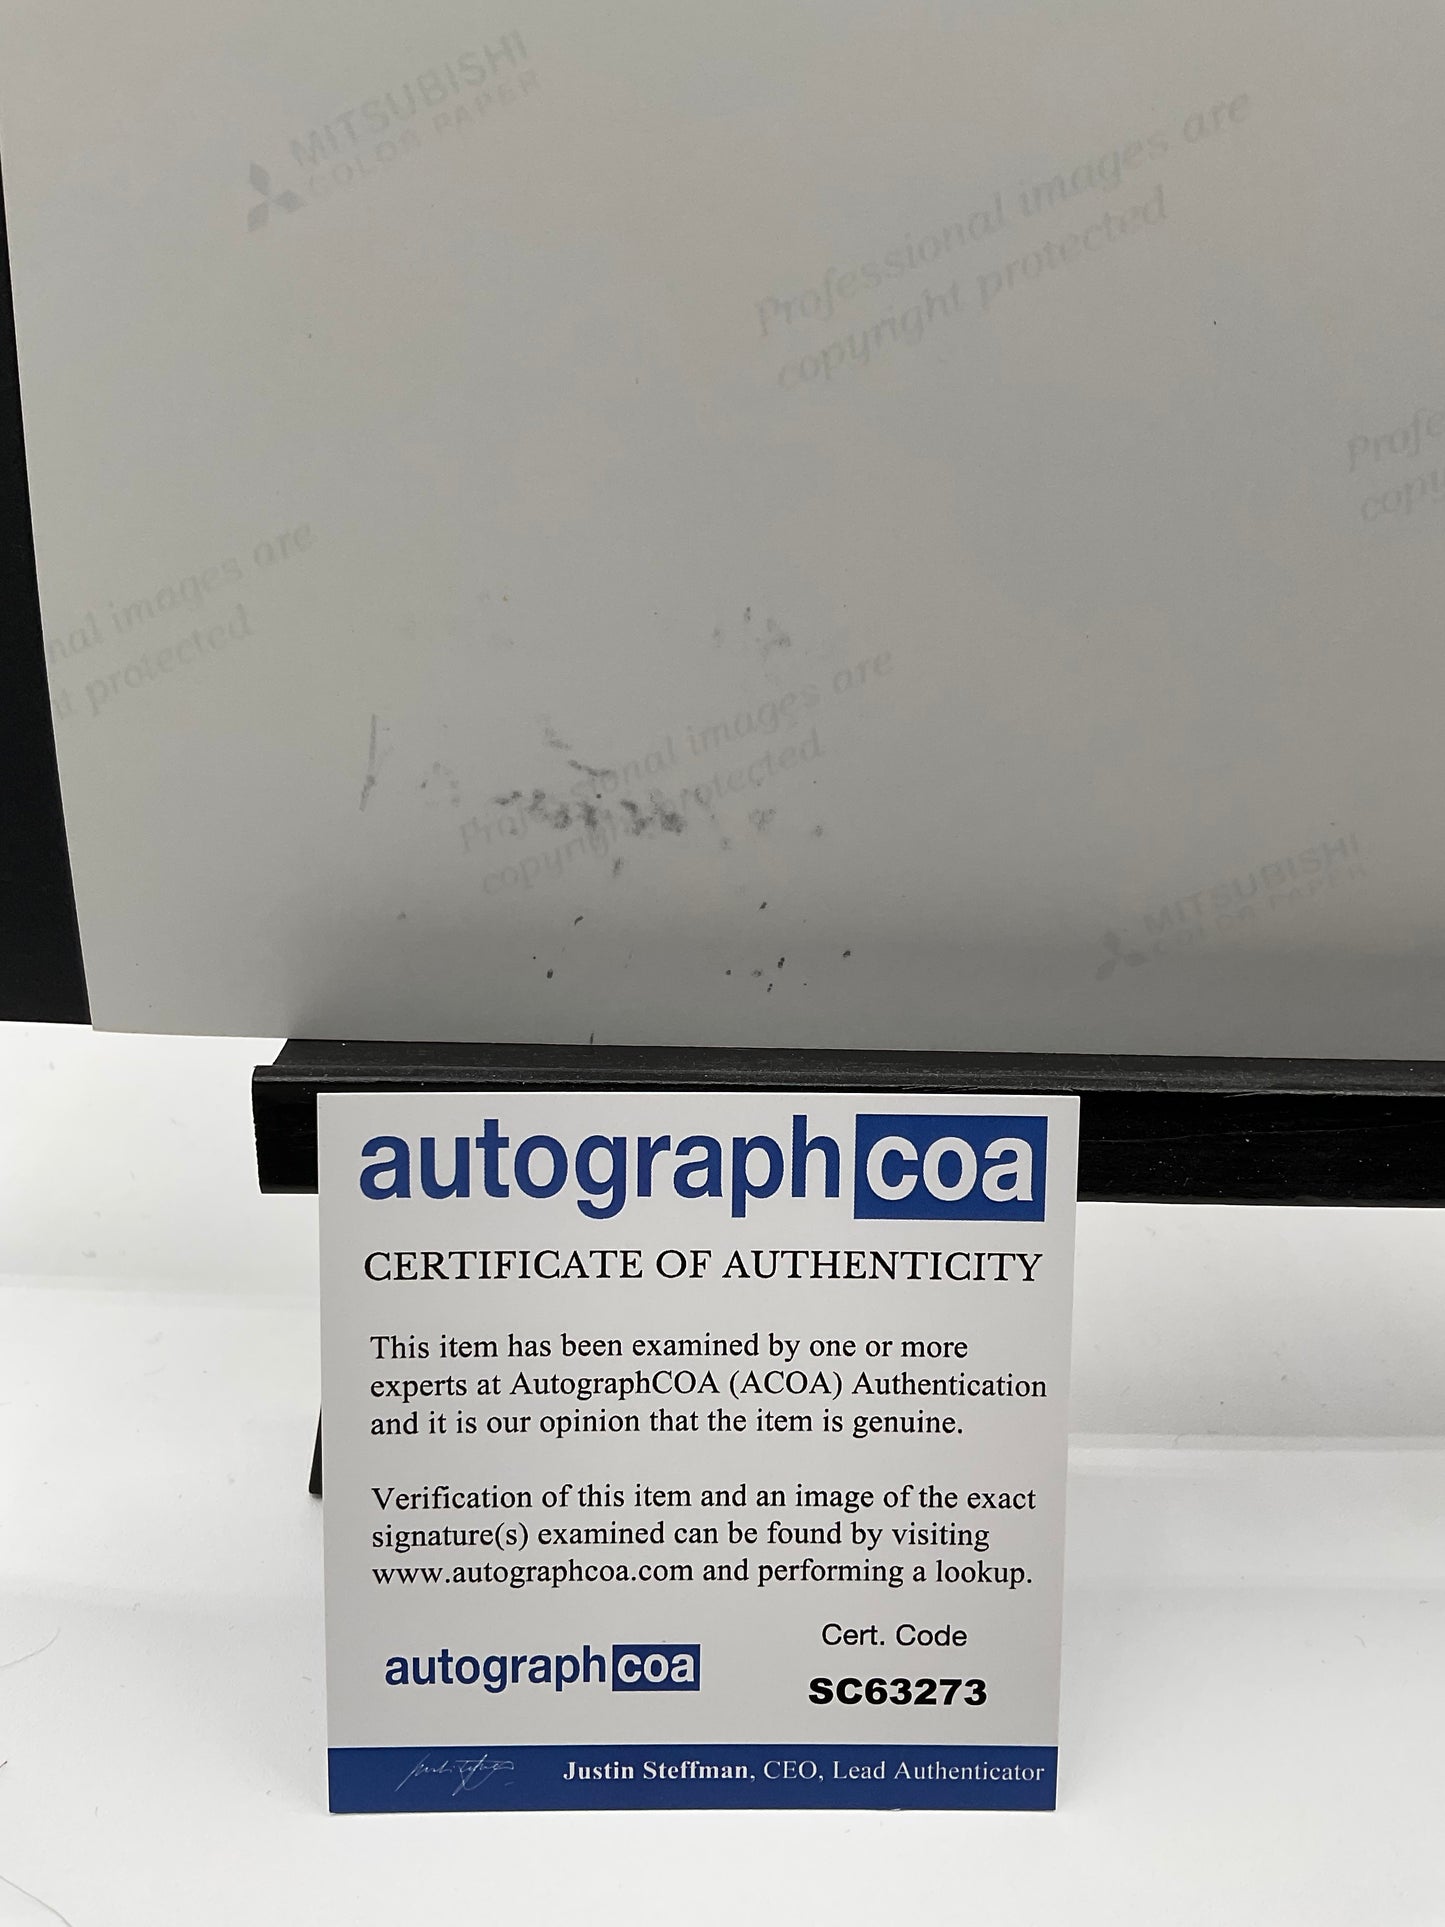 MITSUBISHI
COLOR PAPER
Professional images are
copyright protected
Profe
copy
nal images are
t protected
Professional images are
copyright protected
MITSUBISHI
COLOR PAPER
autographcoa
CERTIFICATE OF AUTHENTICITY
This item has been examined by one or more
experts at AutographCOA (ACOA) Authentication
and it is our opinion that the item is genuine.
Verification of this item and an image of the exact
signature(s) examined can be found by visiting
www.autographcoa.com and performing a lookup.
Cert. Code
autographcoa
SC63273
Justin Steffman, CEO, Lead Authenticator